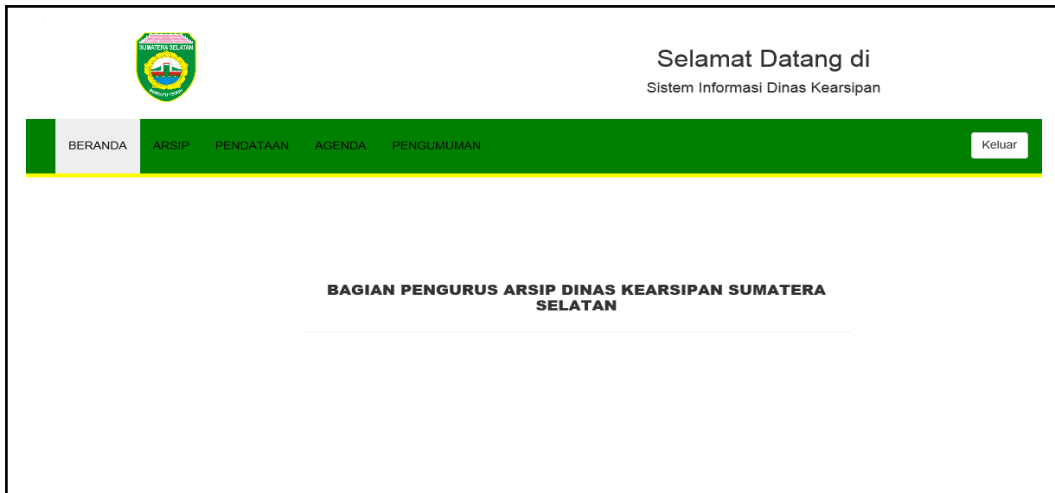 SUMATERA SELATAN
Selamat Datang di
Sistem Informasi Dinas Kearsipan
BERANDA ARSIP PENDATAAN AGENDA PENGUMUMAN Keluar
BAGIAN PENGURUS ARSIP DINAS KEARSIPAN SUMATERA
SELATAN